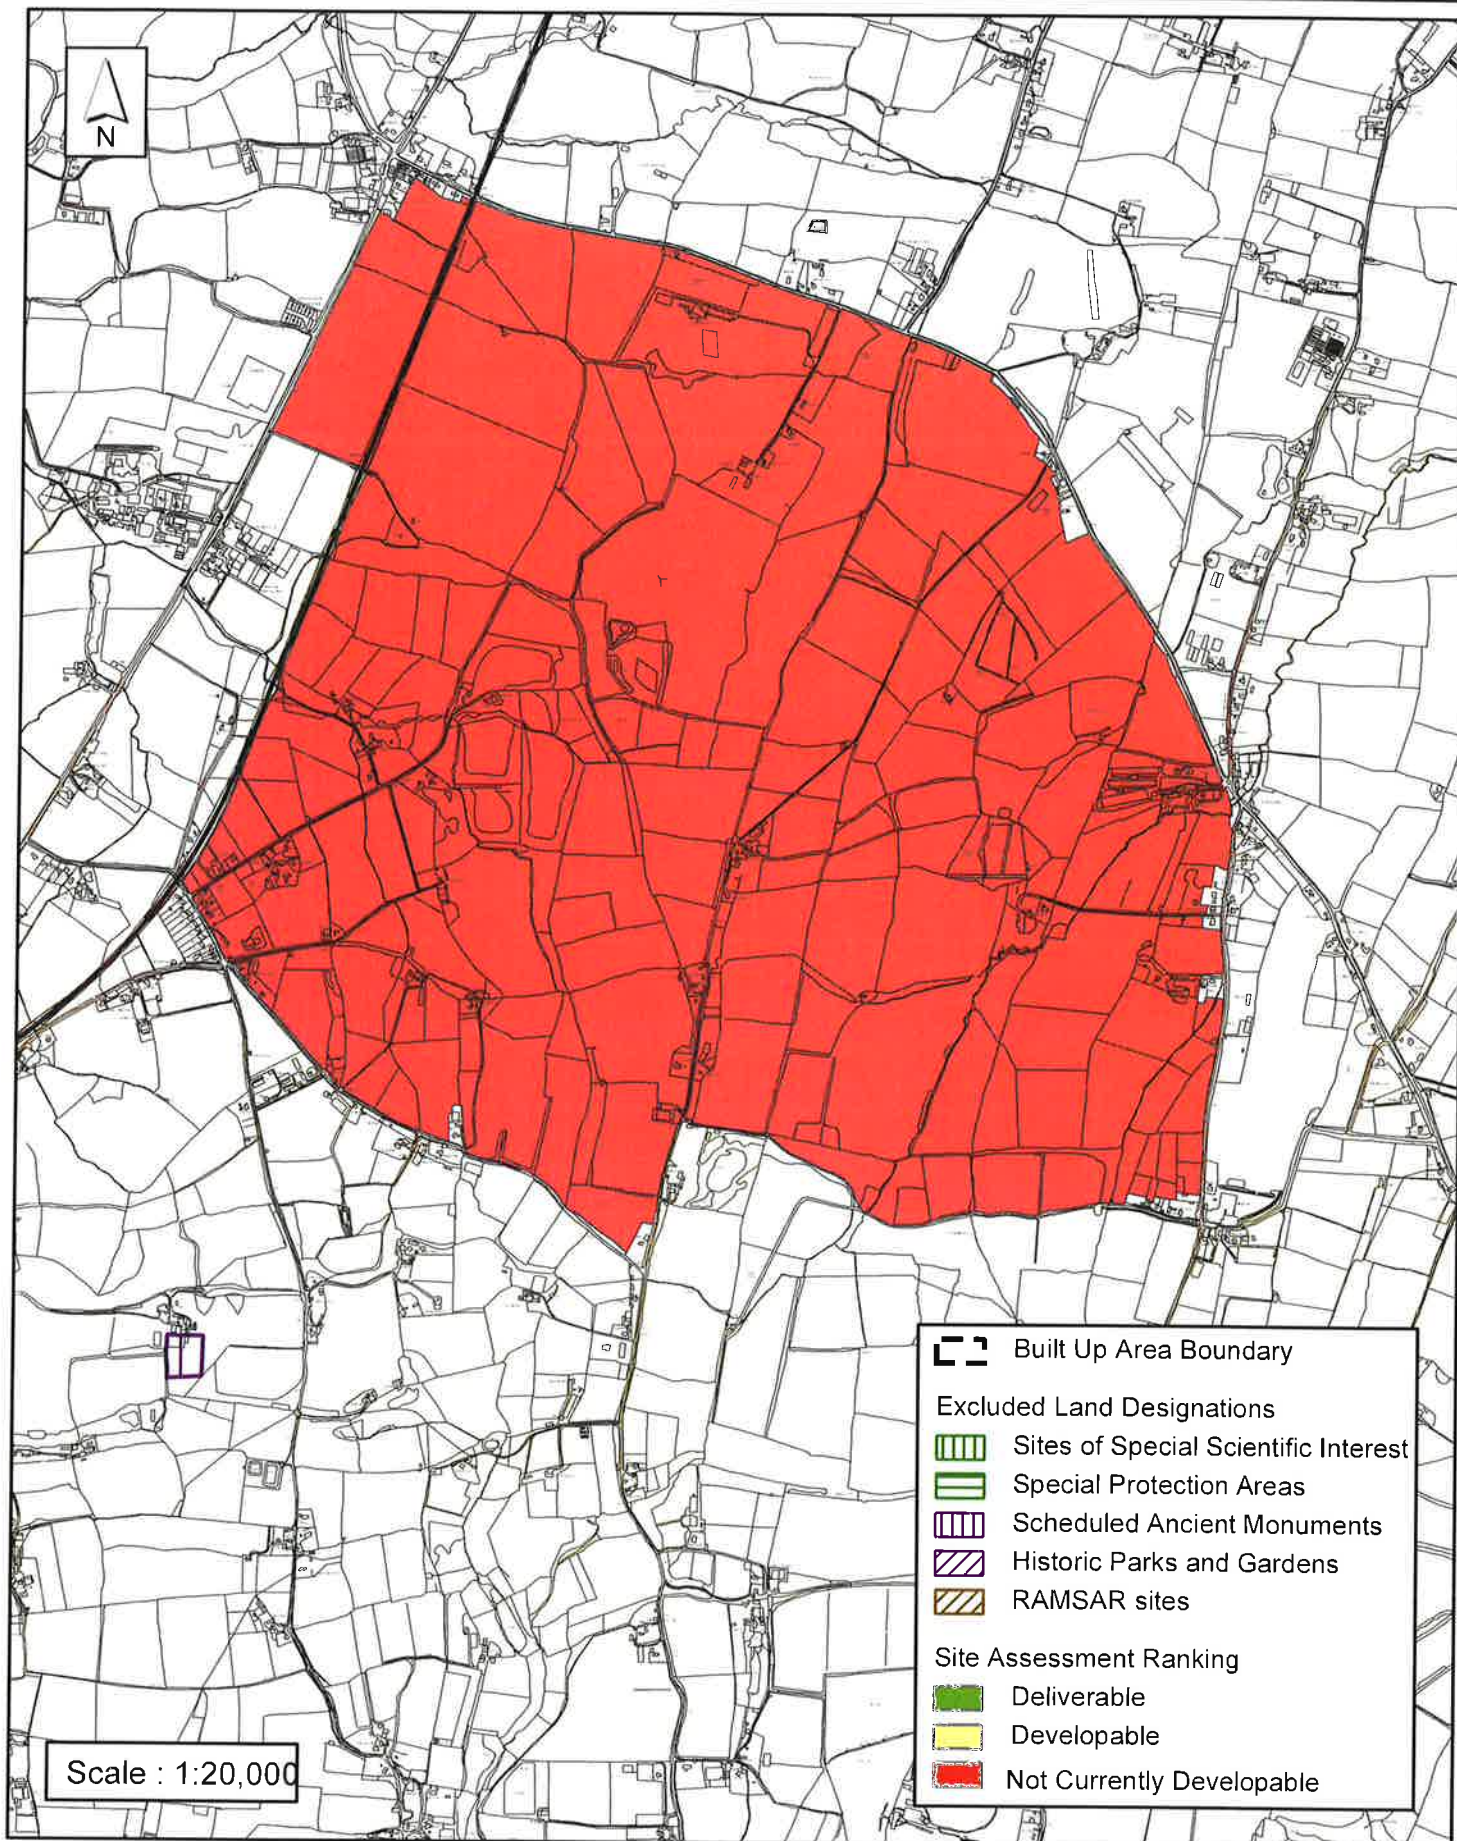 N
Built Up Area Boundary
Excluded Land Designations
Sites of Special Scientific Interest
Special Protection Areas
Scheduled Ancient Monuments
Historic Parks and Gardens
RAMSAR sites
Site Assessment Ranking
Deliverable
Developable
Not Currently Developable
Scale : 1:20,000